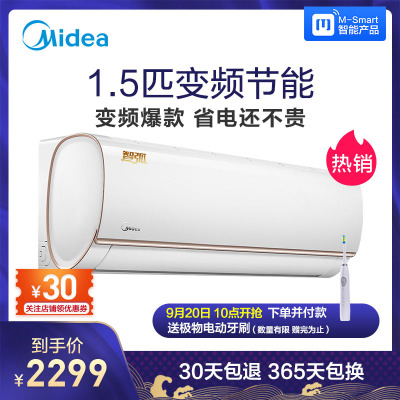 Midea
M-Smart
智能产品
1.5匹变频节能
变频爆款 省电还不贵
热销
智弧
Midea
¥30
关注店铺领优惠券
9月20日 10点开抢 下单并付款
送极物电动牙刷(数量有限 赠完为止)
到手价
¥2299
30天包退 365天包换